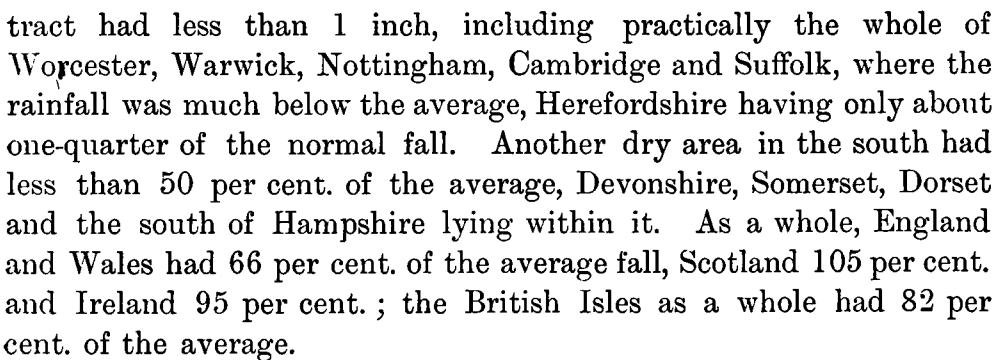 tract had less than 1 inch, including practically the whole of
Worcester, Warwick, Nottingham, Cambridge and Suffolk, where the
rainfall was much below the average, Herefordshire having only about
one-quarter of the normal fall. Another dry area in the south had
less than 50 per cent. of the average, Devonshire, Somerset, Dorset
and the south of Hampshire lying within it. As a whole, England
and Wales had 66 per cent. of the average fall, Scotland 105 per cent.
and Ireland 95 per cent. ; the British Isles as a whole had 82 per
cent. of the average.